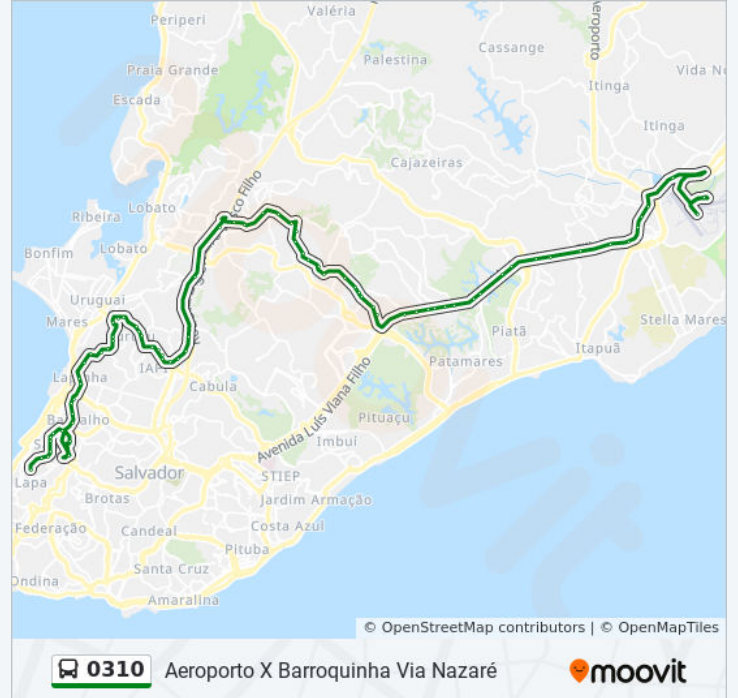 Periperi
Valéria
Cassange
Palestina
Aeroporto
Praia Grande
Vida No
Itinga
Escada
Itinga
Cajazeiras
sco Filho
Lobato
Ribeira
Lobato
Bonfim
Uruguai
Mares
Stella Mares
Piatã
Itapuã
IAPI
Patamares
Cabula
Avenida Luís Viana Filho
Pituaçu
Imbuí
Salvador
STIEP
Lapa
Brotas
Jardim Armação
Federação
Candeal
Costa Azul
Pituba
Santa Cruz
Ondina
Amaralina
© OpenStreetMap contributors | © OpenMapTiles
0310 Aeroporto X Barroquinha Via Nazaré moovit